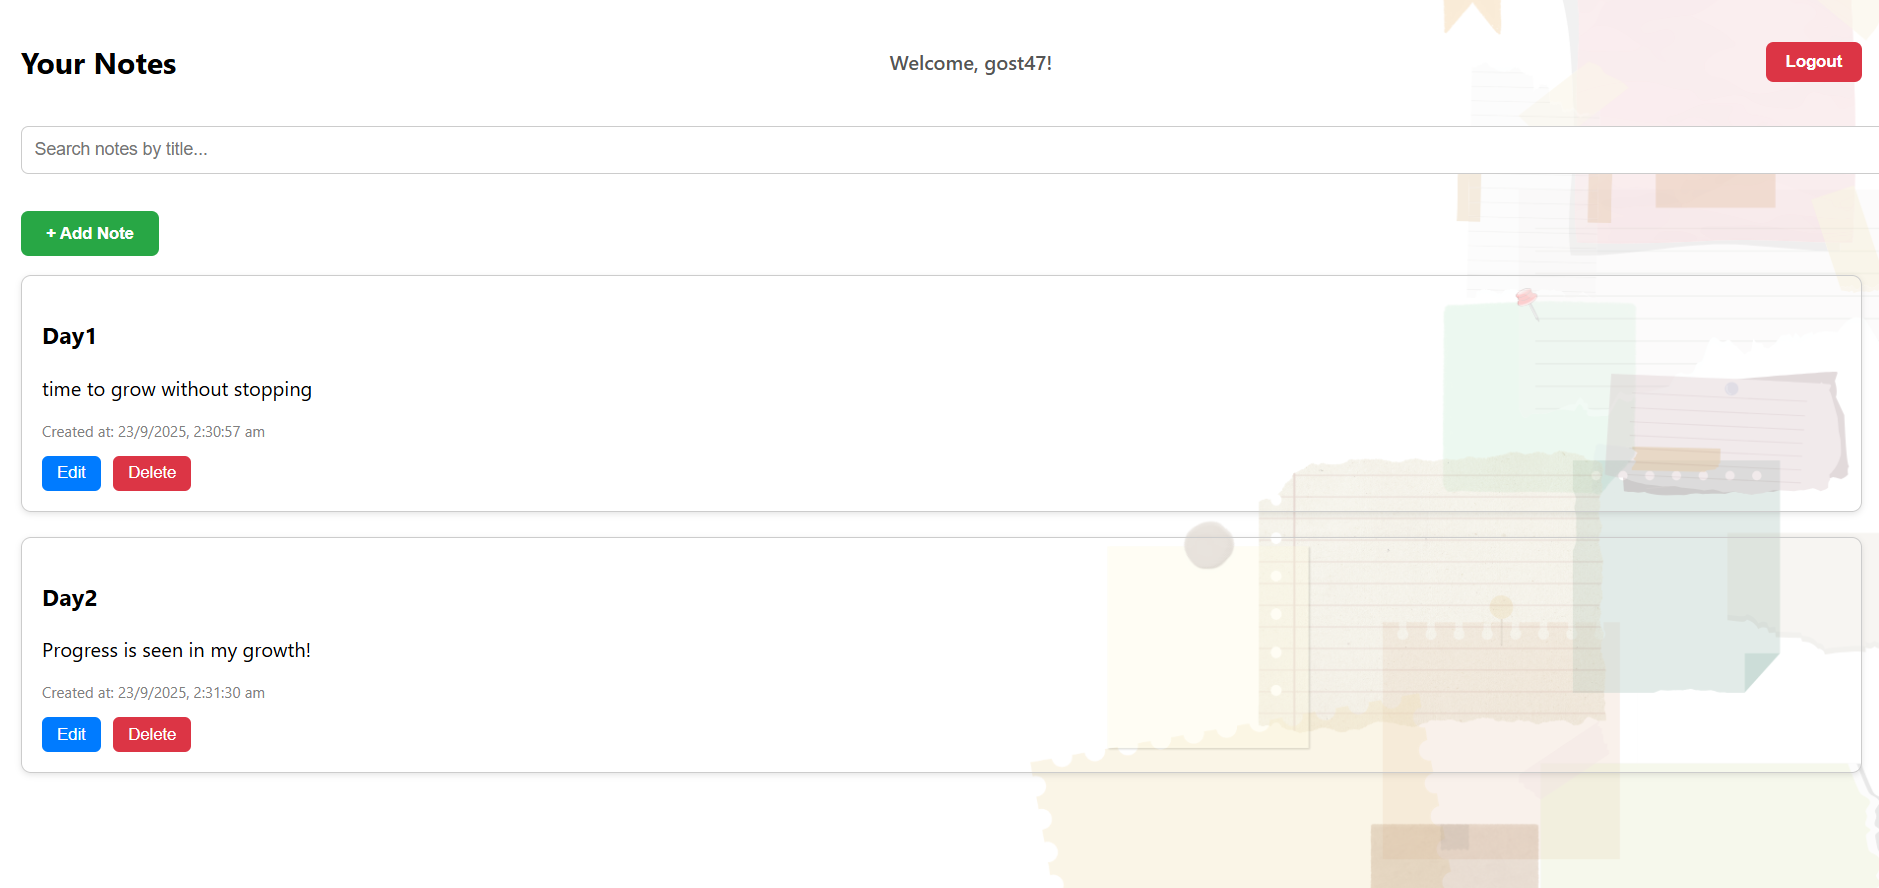 Your Notes
Welcome, gost47!
Logout
Search notes by title...
+ Add Note
Day1
time to grow without stopping
Created at: 23/9/2025, 2:30:57 am
Edit
Delete
Day2
Progress is seen in my growth!
Created at: 23/9/2025, 2:31:30 am
Edit
Delete